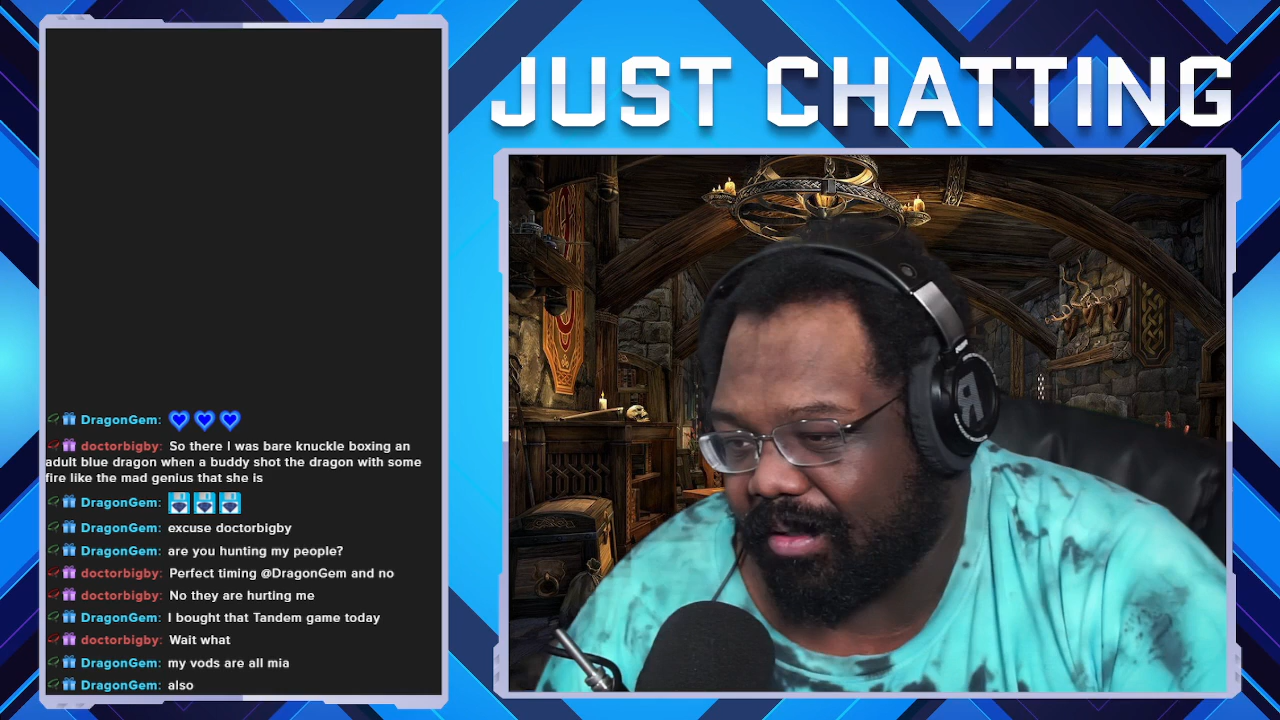 JUST CHATTING
DragonGem:
doctorbigby: So there I was bare knuckle boxing an
adult blue dragon when a buddy shot the dragon with some
fire like the mad genius that she is
DragonGem:
DragonGem: excuse doctorbigby
DragonGem: are you hunting my people?
doctorbigby: Perfect timing @DragonGem and no
doctorbigby: No they are hurting me
DragonGem: I bought that Tandem game today
doctorbigby: Wait what
DragonGem: my vods are all mia
DragonGem: also
R